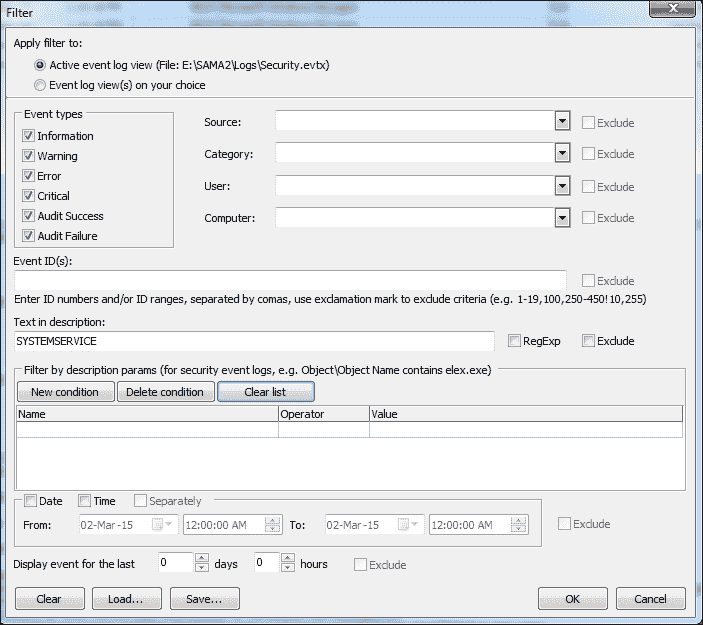 Filter
Apply filter to:
Active event log view (File: E:\SAMA2\Logs\Security.evtx)
Event log view(s) on your choice
Event types
Information
Warning
Error
Critical
Audit Success
Audit Failure
Source: Exclude
Category: Exclude
User: Exclude
Computer: Exclude
Event ID(s):
Exclude
Enter ID numbers and/or ID ranges, separated by comas, use exclamation mark to exclude criteria (e.g. 1-19,100,250-450!10,255)
Text in description:
SYSTEMSERVICE RegExp Exclude
Filter by description params (for security event logs, e.g. Object\Object Name contains elex.exe)
New condition Delete condition Clear list
Name Operator Value
Date Time Separately
From: 02-Mar-15 12:00:00 AM To: 02-Mar-15 12:00:00 AM Exclude
Display event for the last 0 days 0 hours Exclude
Clear Load... Save... OK Cancel